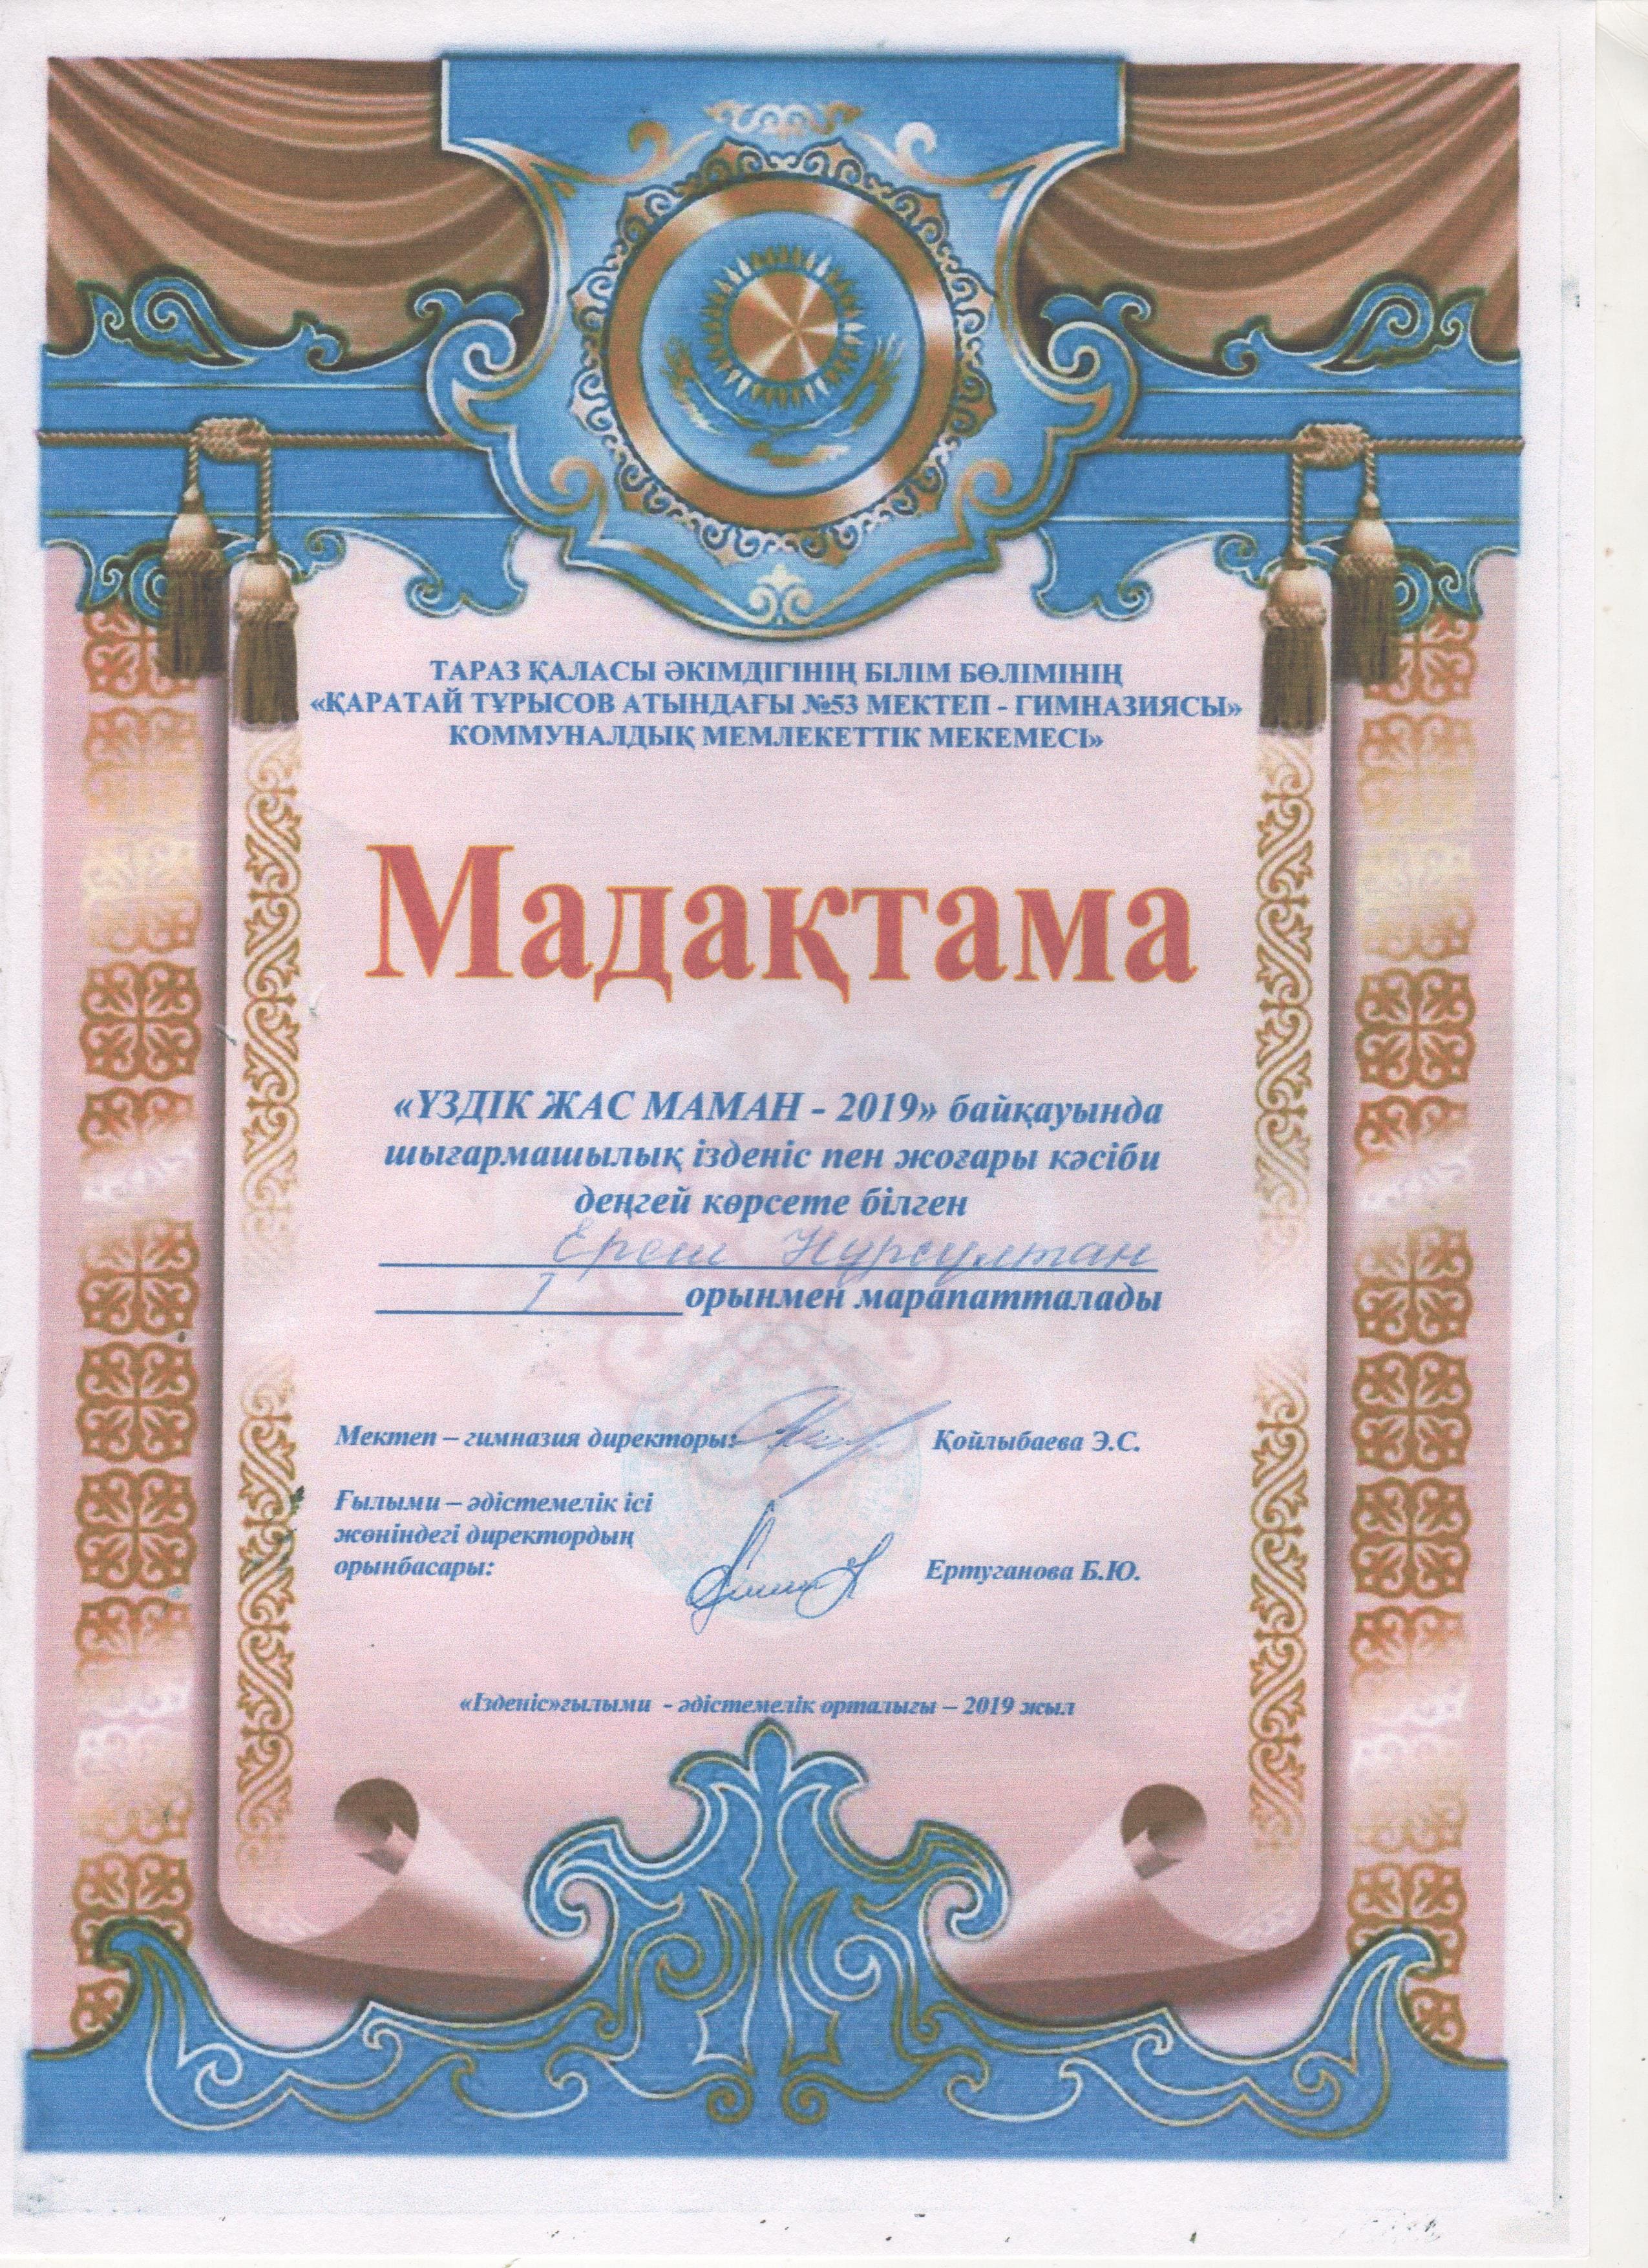 ТАРАЗ ҚАЛАСЫ ӘКІМДІГІНІҢ БІЛІМ БӨЛІМІНІҢ
«ҚАРАТАЙ ТҰРЫСОВ АТЫНДАҒЫ №53 МЕКТЕП - ГИМНАЗИЯСЫ»
КОММУНАЛДЫҚ МЕМЛЕКЕТТІК МЕКЕМЕСІ»
Мадақтама
«ҮЗДІК ЖАС МАМАН - 2019» байқауында
шығармашылық ізденіс пен жоғары кәсіби
деңгей көрсете білген
Ереш Нұрсұлтан
I орынмен марапатталады
Мектеп – гимназия директоры: Қойлыбаева Э.С.
Ғылыми – әдістемелік ісі
жөніндегі директордың
орынбасары: Ертуганова Б.Ю.
«Ізденіс»ғылыми - әдістемелік орталығы – 2019 жыл